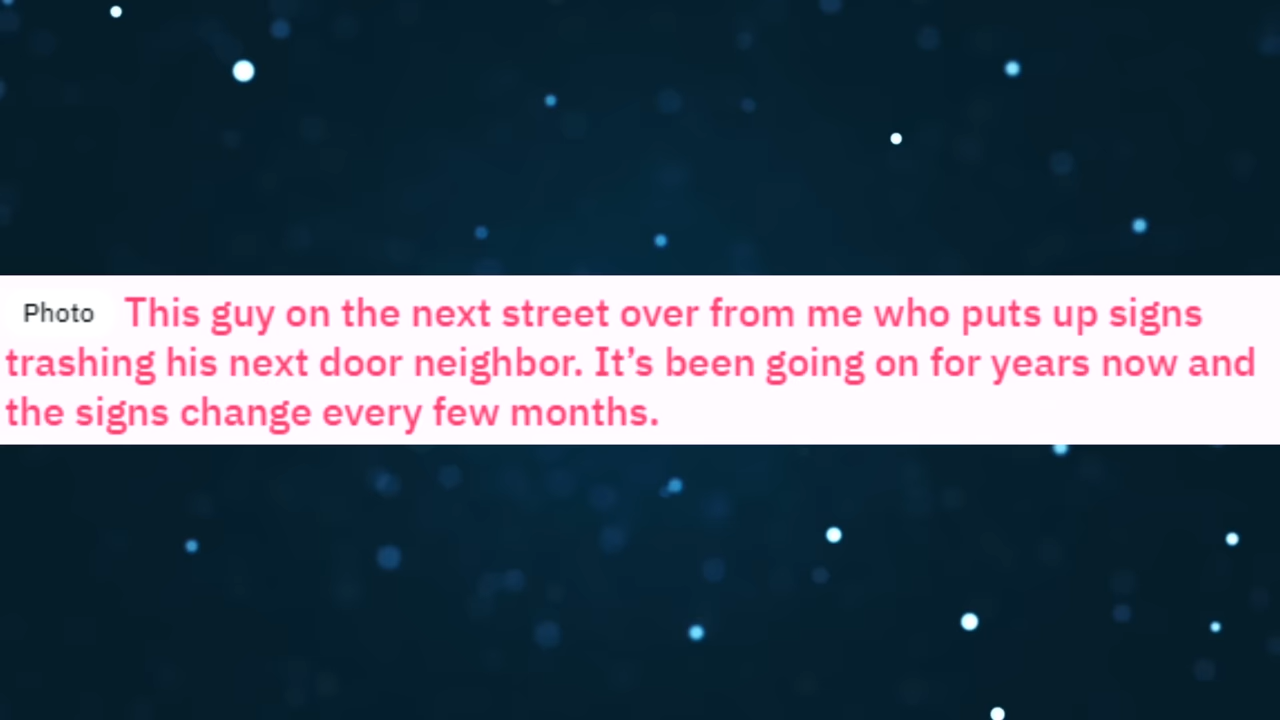 Photo This guy on the next street over from me who puts up signs
trashing his next door neighbor. It’s been going on for years now and
the signs change every few months.